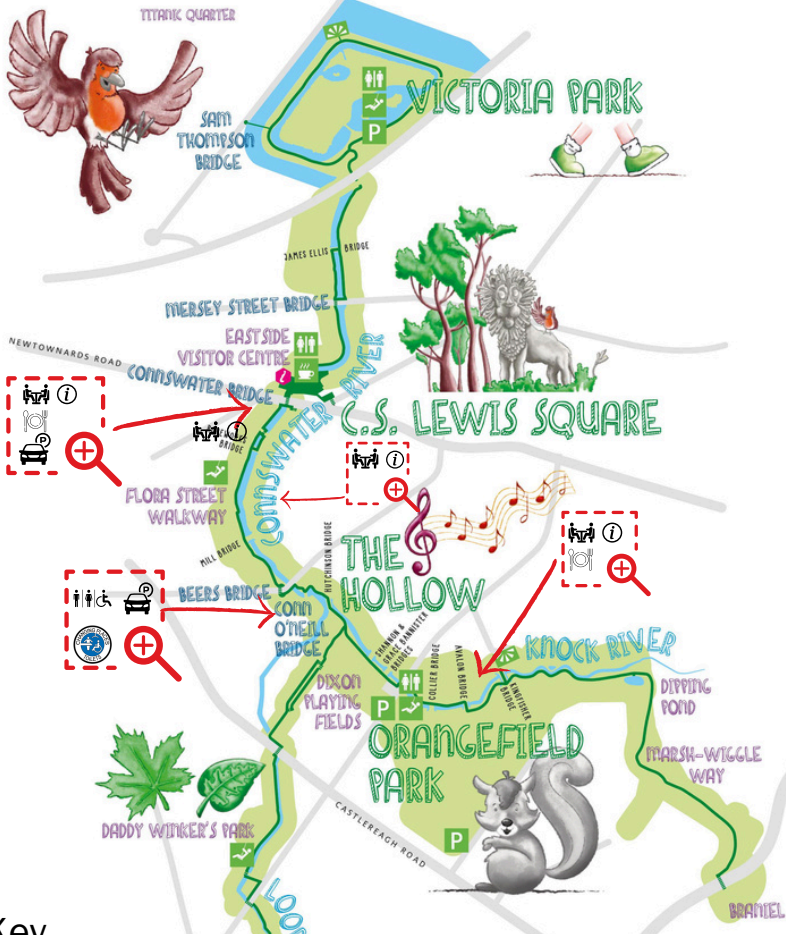 TITANIC QUARTER
VICTORIA PARK
P
SAM
THOMPSON
BRIDGE
JAMES ELLIS BRIDGE
MERSEY STREET BRIDGE
EASTSIDE
VISITOR CENTRE
NEWTOWNARDS ROAD
CONNSWATER BRIDGE
CONNSWATER RIVER
C.S. LEWIS SQUARE
BRIDGE
P
FLORA STREET
WALKWAY
THE
HOLLOW
MILL BRIDGE
HUTCHINSON BRIDGE
BEERS BRIDGE
P
CONN
O'NEILL
BRIDGE
SHANNON &
GRACE BANNISTER
BRIDGES
COLLIER BRIDGE
AVALON BRIDGE
KINGFISHER
BRIDGE
KNOCK RIVER
DIXON
PLAYING
FIELDS
P
DIPPING
POND
ORANGEFIELD
PARK
MARSH-WIGGLE
WAY
DADDY WINKER'S PARK
CASTLEREAGH ROAD
P
LOOP
BRANIEL
Key